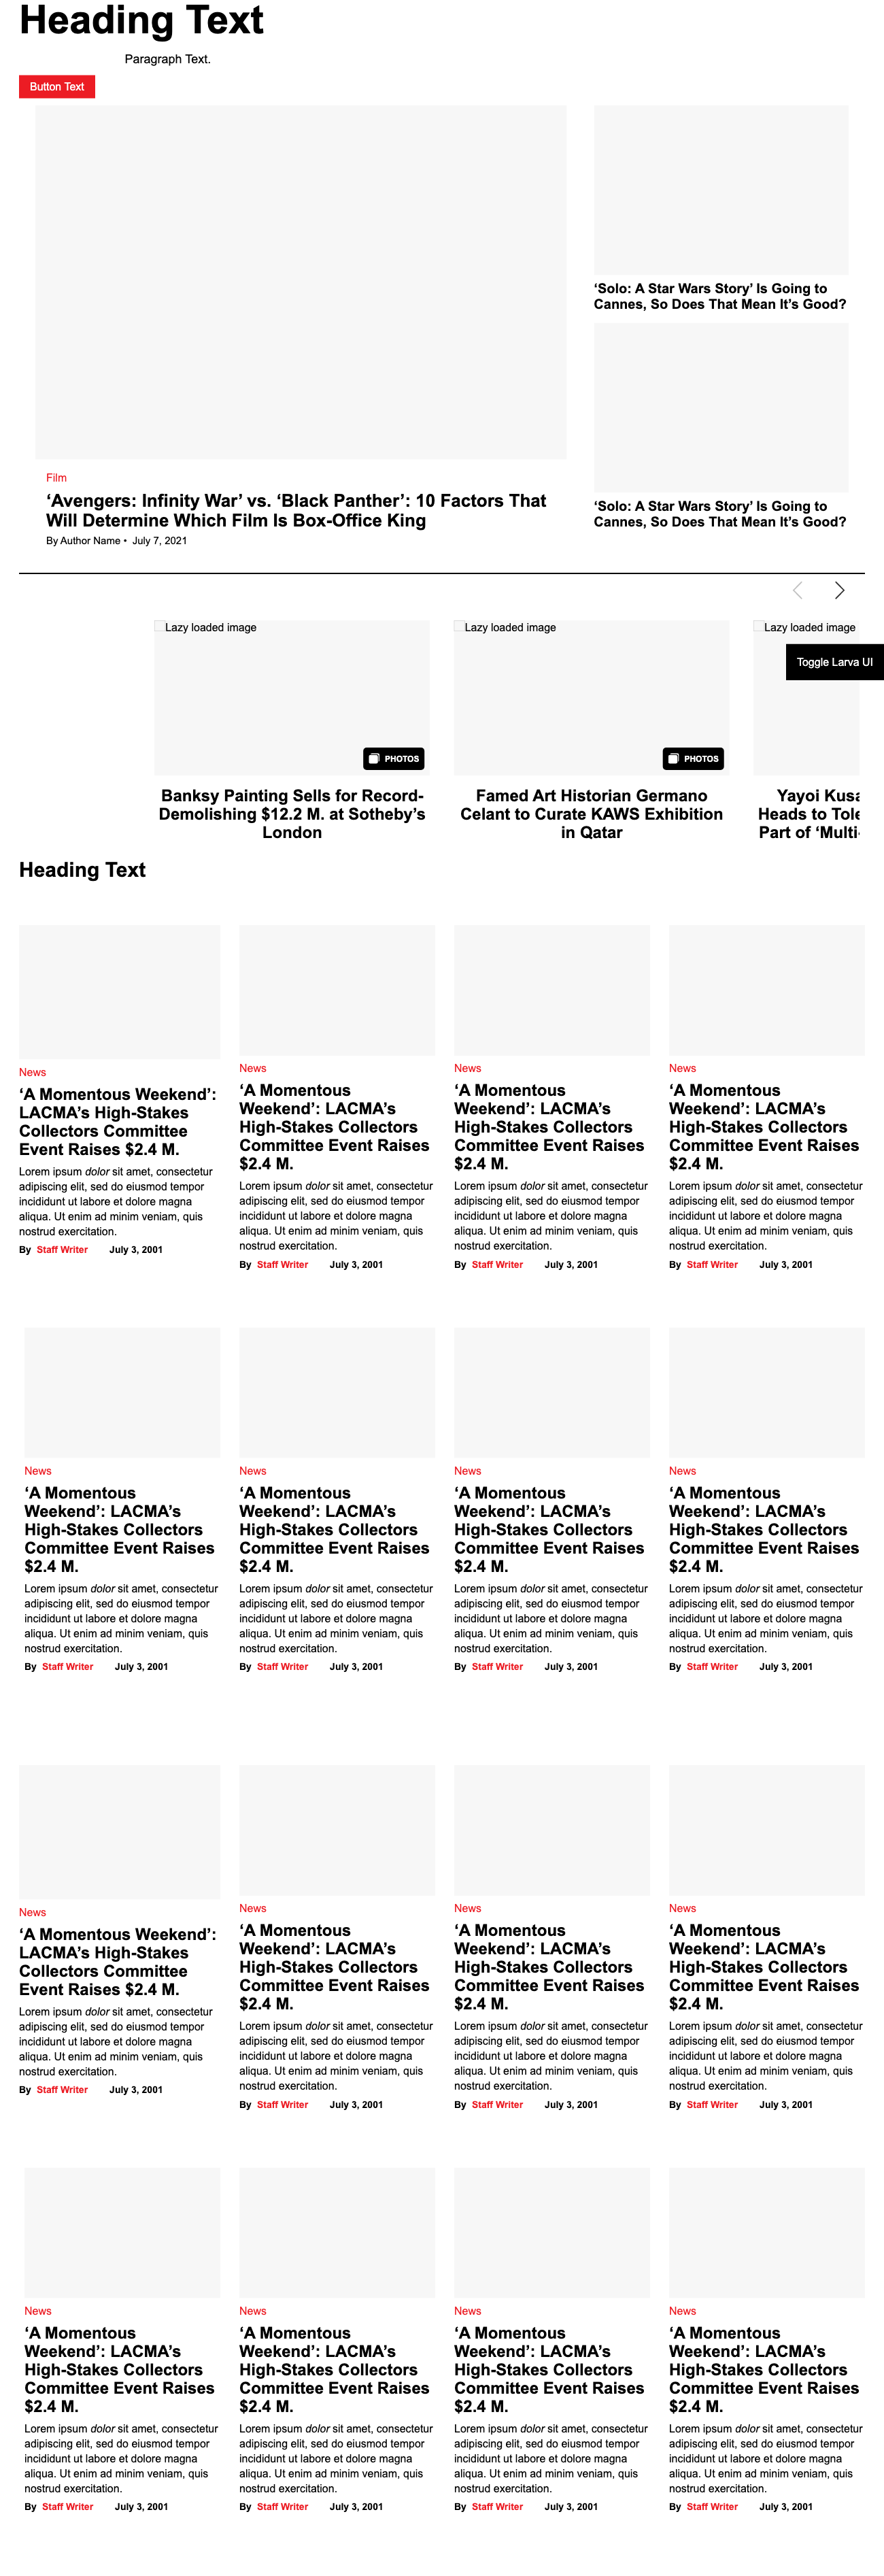 Heading Text
Paragraph Text.
Button Text
Film
‘Avengers: Infinity War’ vs. ‘Black Panther’: 10 Factors That
Will Determine Which Film Is Box-Office King
By Author Name • July 7, 2021
‘Solo: A Star Wars Story’ Is Going to
Cannes, So Does That Mean It’s Good?
‘Solo: A Star Wars Story’ Is Going to
Cannes, So Does That Mean It’s Good?
Lazy loaded image
PHOTOS
Banksy Painting Sells for Record-
Demolishing $12.2 M. at Sotheby’s
London
Lazy loaded image
PHOTOS
Famed Art Historian Germano
Celant to Curate KAWS Exhibition
in Qatar
Lazy loaded image
Toggle Larva UI
Yayoi Kusa
Heads to Tole
Part of ‘Multi-
Heading Text
News
‘A Momentous Weekend’:
LACMA’s High-Stakes
Collectors Committee
Event Raises $2.4 M.
Lorem ipsum dolor sit amet, consectetur
adipiscing elit, sed do eiusmod tempor
incididunt ut labore et dolore magna
aliqua. Ut enim ad minim veniam, quis
nostrud exercitation.
By Staff Writer July 3, 2001
News
‘A Momentous
Weekend’: LACMA’s
High-Stakes Collectors
Committee Event Raises
$2.4 M.
Lorem ipsum dolor sit amet, consectetur
adipiscing elit, sed do eiusmod tempor
incididunt ut labore et dolore magna
aliqua. Ut enim ad minim veniam, quis
nostrud exercitation.
By Staff Writer July 3, 2001
News
‘A Momentous
Weekend’: LACMA’s
High-Stakes Collectors
Committee Event Raises
$2.4 M.
Lorem ipsum dolor sit amet, consectetur
adipiscing elit, sed do eiusmod tempor
incididunt ut labore et dolore magna
aliqua. Ut enim ad minim veniam, quis
nostrud exercitation.
By Staff Writer July 3, 2001
News
‘A Momentous
Weekend’: LACMA’s
High-Stakes Collectors
Committee Event Raises
$2.4 M.
Lorem ipsum dolor sit amet, consectetur
adipiscing elit, sed do eiusmod tempor
incididunt ut labore et dolore magna
aliqua. Ut enim ad minim veniam, quis
nostrud exercitation.
By Staff Writer July 3, 2001
News
‘A Momentous
Weekend’: LACMA’s
High-Stakes Collectors
Committee Event Raises
$2.4 M.
Lorem ipsum dolor sit amet, consectetur
adipiscing elit, sed do eiusmod tempor
incididunt ut labore et dolore magna
aliqua. Ut enim ad minim veniam, quis
nostrud exercitation.
By Staff Writer July 3, 2001
News
‘A Momentous
Weekend’: LACMA’s
High-Stakes Collectors
Committee Event Raises
$2.4 M.
Lorem ipsum dolor sit amet, consectetur
adipiscing elit, sed do eiusmod tempor
incididunt ut labore et dolore magna
aliqua. Ut enim ad minim veniam, quis
nostrud exercitation.
By Staff Writer July 3, 2001
News
‘A Momentous
Weekend’: LACMA’s
High-Stakes Collectors
Committee Event Raises
$2.4 M.
Lorem ipsum dolor sit amet, consectetur
adipiscing elit, sed do eiusmod tempor
incididunt ut labore et dolore magna
aliqua. Ut enim ad minim veniam, quis
nostrud exercitation.
By Staff Writer July 3, 2001
News
‘A Momentous
Weekend’: LACMA’s
High-Stakes Collectors
Committee Event Raises
$2.4 M.
Lorem ipsum dolor sit amet, consectetur
adipiscing elit, sed do eiusmod tempor
incididunt ut labore et dolore magna
aliqua. Ut enim ad minim veniam, quis
nostrud exercitation.
By Staff Writer July 3, 2001
News
‘A Momentous Weekend’:
LACMA’s High-Stakes
Collectors Committee
Event Raises $2.4 M.
Lorem ipsum dolor sit amet, consectetur
adipiscing elit, sed do eiusmod tempor
incididunt ut labore et dolore magna
aliqua. Ut enim ad minim veniam, quis
nostrud exercitation.
By Staff Writer July 3, 2001
News
‘A Momentous
Weekend’: LACMA’s
High-Stakes Collectors
Committee Event Raises
$2.4 M.
Lorem ipsum dolor sit amet, consectetur
adipiscing elit, sed do eiusmod tempor
incididunt ut labore et dolore magna
aliqua. Ut enim ad minim veniam, quis
nostrud exercitation.
By Staff Writer July 3, 2001
News
‘A Momentous
Weekend’: LACMA’s
High-Stakes Collectors
Committee Event Raises
$2.4 M.
Lorem ipsum dolor sit amet, consectetur
adipiscing elit, sed do eiusmod tempor
incididunt ut labore et dolore magna
aliqua. Ut enim ad minim veniam, quis
nostrud exercitation.
By Staff Writer July 3, 2001
News
‘A Momentous
Weekend’: LACMA’s
High-Stakes Collectors
Committee Event Raises
$2.4 M.
Lorem ipsum dolor sit amet, consectetur
adipiscing elit, sed do eiusmod tempor
incididunt ut labore et dolore magna
aliqua. Ut enim ad minim veniam, quis
nostrud exercitation.
By Staff Writer July 3, 2001
News
‘A Momentous
Weekend’: LACMA’s
High-Stakes Collectors
Committee Event Raises
$2.4 M.
Lorem ipsum dolor sit amet, consectetur
adipiscing elit, sed do eiusmod tempor
incididunt ut labore et dolore magna
aliqua. Ut enim ad minim veniam, quis
nostrud exercitation.
By Staff Writer July 3, 2001
News
‘A Momentous
Weekend’: LACMA’s
High-Stakes Collectors
Committee Event Raises
$2.4 M.
Lorem ipsum dolor sit amet, consectetur
adipiscing elit, sed do eiusmod tempor
incididunt ut labore et dolore magna
aliqua. Ut enim ad minim veniam, quis
nostrud exercitation.
By Staff Writer July 3, 2001
News
‘A Momentous
Weekend’: LACMA’s
High-Stakes Collectors
Committee Event Raises
$2.4 M.
Lorem ipsum dolor sit amet, consectetur
adipiscing elit, sed do eiusmod tempor
incididunt ut labore et dolore magna
aliqua. Ut enim ad minim veniam, quis
nostrud exercitation.
By Staff Writer July 3, 2001
News
‘A Momentous
Weekend’: LACMA’s
High-Stakes Collectors
Committee Event Raises
$2.4 M.
Lorem ipsum dolor sit amet, consectetur
adipiscing elit, sed do eiusmod tempor
incididunt ut labore et dolore magna
aliqua. Ut enim ad minim veniam, quis
nostrud exercitation.
By Staff Writer July 3, 2001